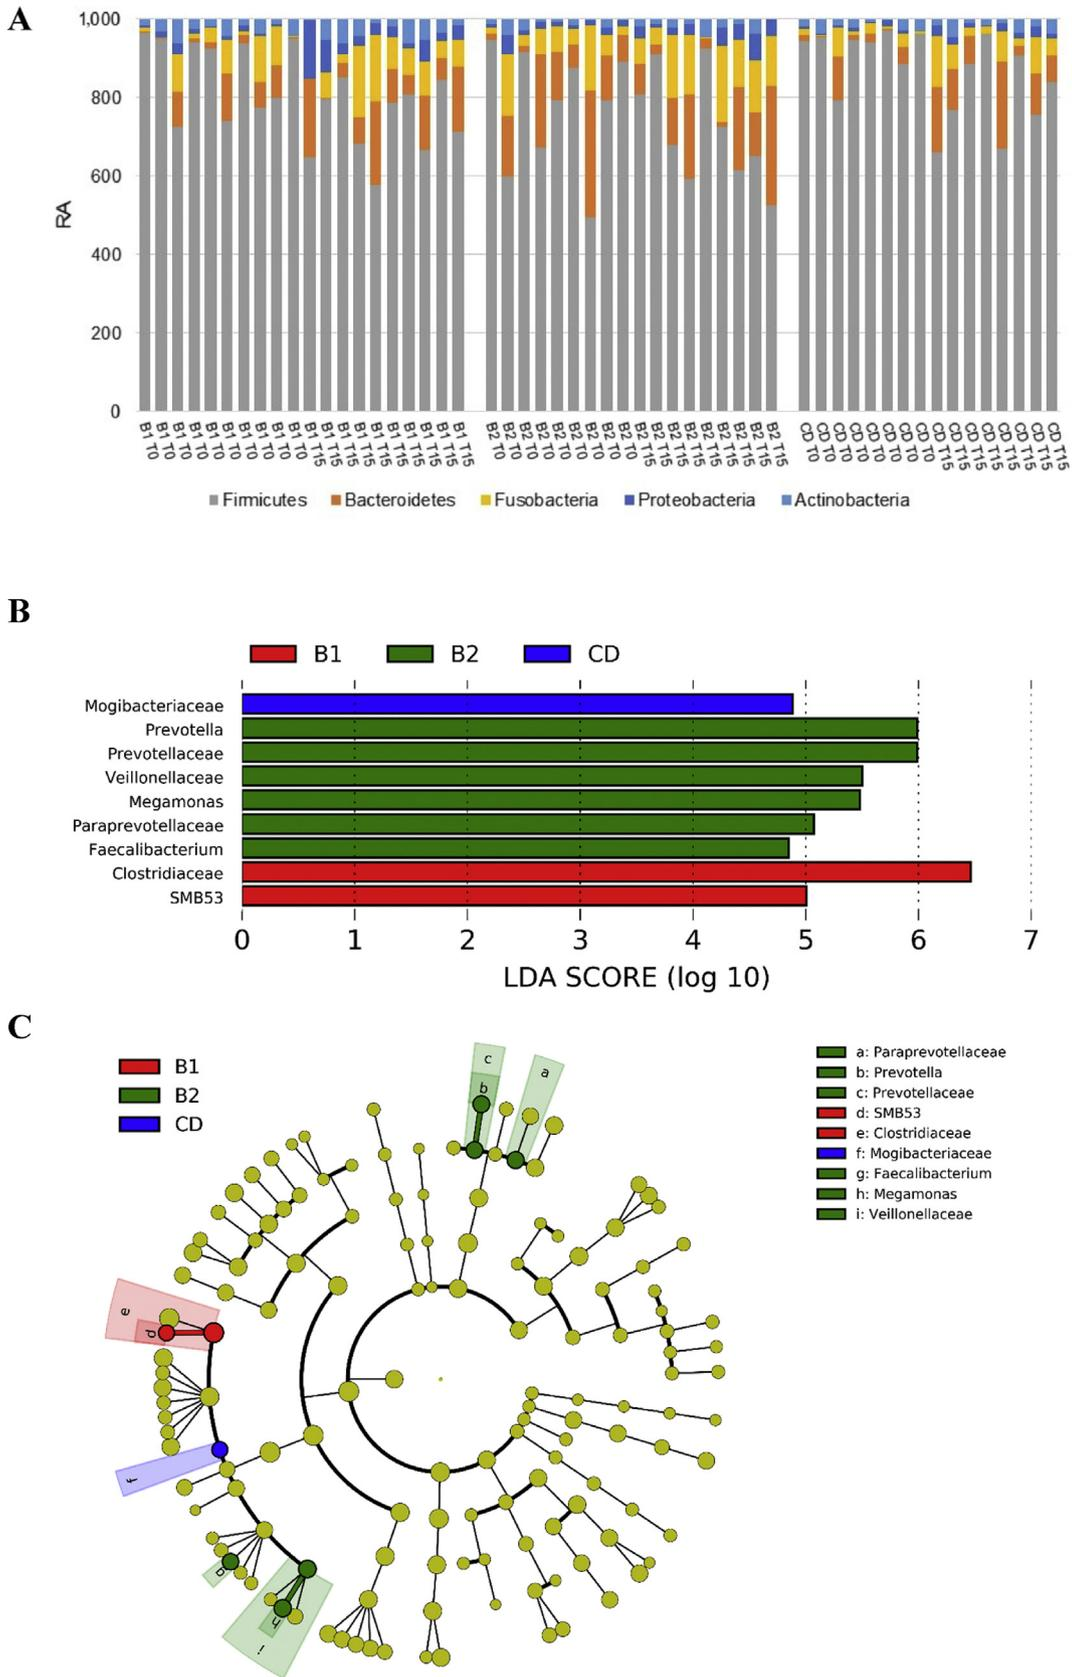 A
1,000
800
600
400
200
0
RA
B1 T0 B1 T0 B1 T0 B1 T0 B1 T0 B1 T0 B1 T0 B1 T0 B1 T0 B1 T0 B1 T15 B1 T15 B1 T15 B1 T15 B1 T15 B1 T15 B1 T15 B1 T15 B1 T15 B1 T15 B2 T0 B2 T0 B2 T0 B2 T0 B2 T0 B2 T0 B2 T0 B2 T0 B2 T0 B2 T15 B2 T15 B2 T15 B2 T15 B2 T15 B2 T15 B2 T15 B2 T15 B2 T15 CD T0 CD T0 CD T0 CD T0 CD T0 CD T0 CD T0 CD T0 CD T15 CD T15 CD T15 CD T15 CD T15 CD T15 CD T15 CD T15
Firmicutes Bacteroidetes Fusobacteria Proteobacteria Actinobacteria
B
B1 B2 CD
Mogibacteriaceae
Prevotella
Prevotellaceae
Veillonellaceae
Megamonas
Paraprevotellaceae
Faecalibacterium
Clostridiaceae
SMB53
0 1 2 3 4 5 6 7
LDA SCORE (log 10)
C
B1
B2
CD
c
b
a
e
d
f
g
h
i
a: Paraprevotellaceae
b: Prevotella
c: Prevotellaceae
d: SMB53
e: Clostridiaceae
f: Mogibacteriaceae
g: Faecalibacterium
h: Megamonas
i: Veillonellaceae